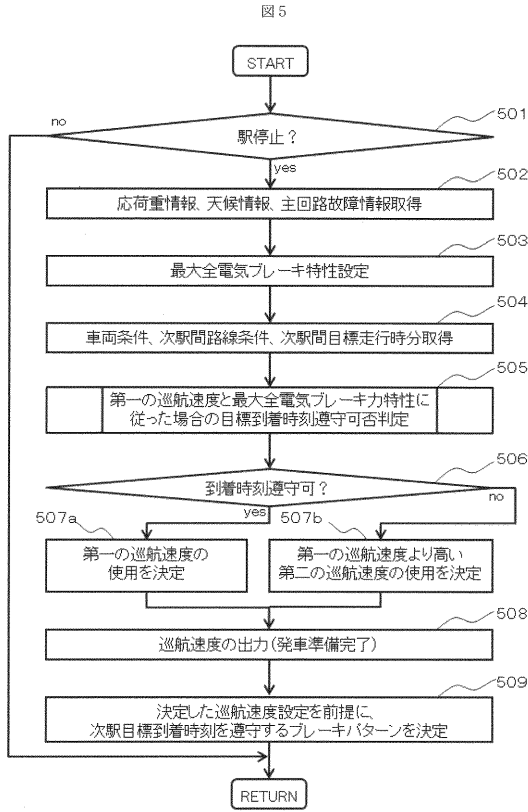 図5
START
501
no
駅停止？
yes
502
応荷重情報、天候情報、主回路故障情報取得
503
最大全電気ブレーキ特性設定
504
車両条件、次駅間路線条件、次駅間目標走行時分取得
505
第一の巡航速度と最大全電気ブレーキ力特性に
従った場合の目標到着時刻遵守可否判定
506
到着時刻遵守可？
no
yes
507a
507b
第一の巡航速度の
使用を決定
第一の巡航速度より高い
第二の巡航速度の使用を決定
508
巡航速度の出力(発車準備完了)
509
決定した巡航速度設定を前提に、
次駅目標到着時刻を遵守するブレーキパターンを決定
RETURN